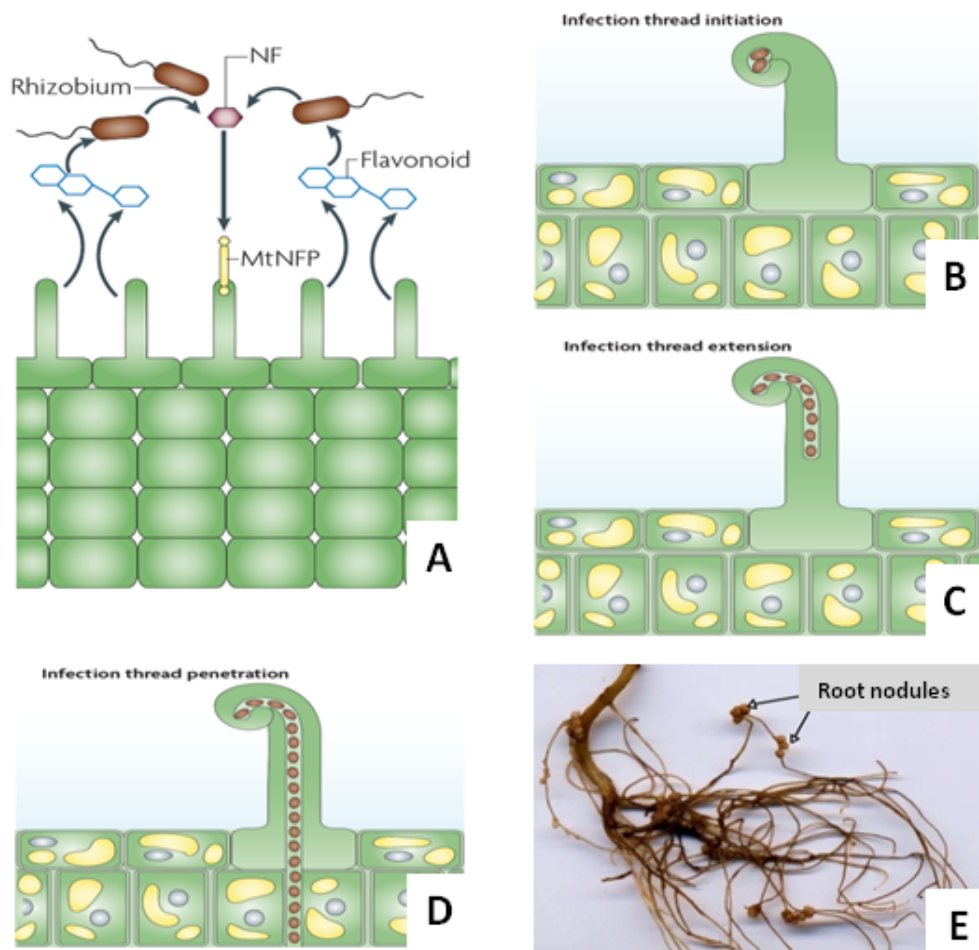 NF
Rhizobium
Flavonoid
MtNFP
A
Infection thread initiation
B
Infection thread extension
C
Infection thread penetration
D
Root nodules
E